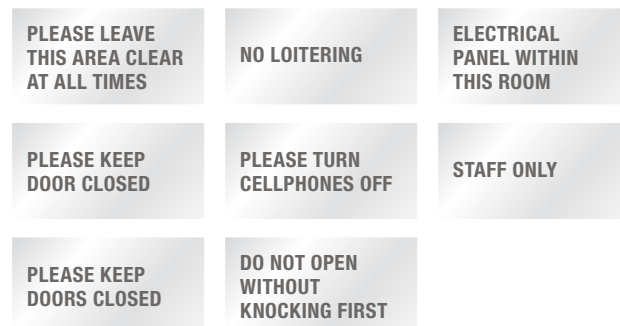 PLEASE LEAVE
THIS AREA CLEAR
AT ALL TIMES
NO LOITERING
ELECTRICAL
PANEL WITHIN
THIS ROOM
PLEASE KEEP
DOOR CLOSED
PLEASE TURN
CELLPHONES OFF
STAFF ONLY
PLEASE KEEP
DOORS CLOSED
DO NOT OPEN
WITHOUT
KNOCKING FIRST